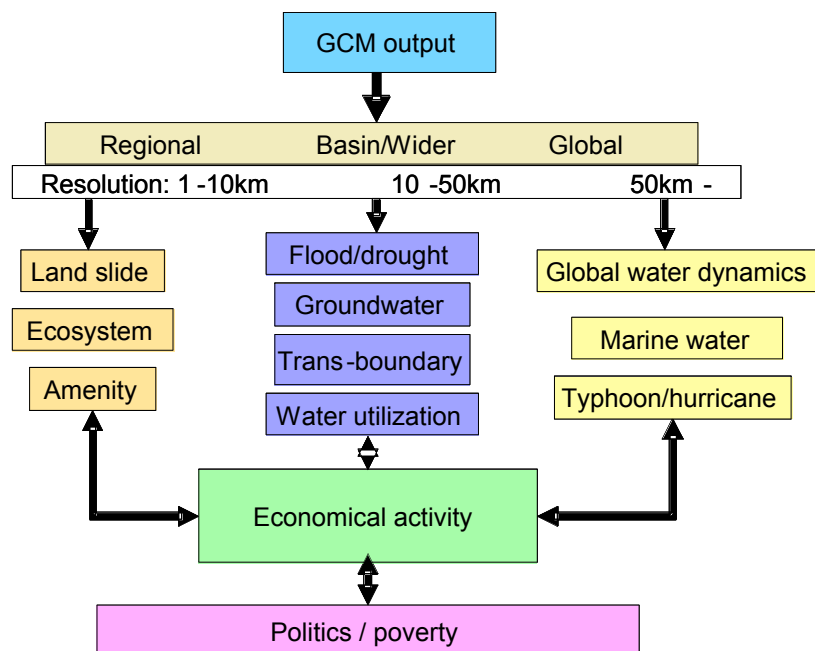 GCM output
Regional Basin/Wider Global
Resolution: 1 -10km 10 -50km 50km -
Land slide
Ecosystem
Amenity
Flood/drought
Groundwater
Trans-boundary
Water utilization
Global water dynamics
Marine water
Typhoon/hurricane
Economical activity
Politics / poverty